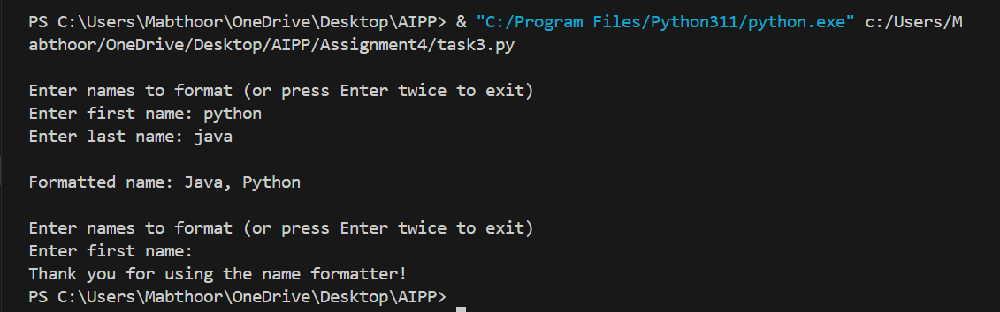 PS C:\Users\Mabthoor\OneDrive\Desktop\AIPP> & "C:/Program Files/Python311/python.exe" c:/Users/M
abthoor/OneDrive/Desktop/AIPP/Assignment4/task3.py
Enter names to format (or press Enter twice to exit)
Enter first name: python
Enter last name: java
Formatted name: Java, Python
Enter names to format (or press Enter twice to exit)
Enter first name:
Thank you for using the name formatter!
PS C:\Users\Mabthoor\OneDrive\Desktop\AIPP>